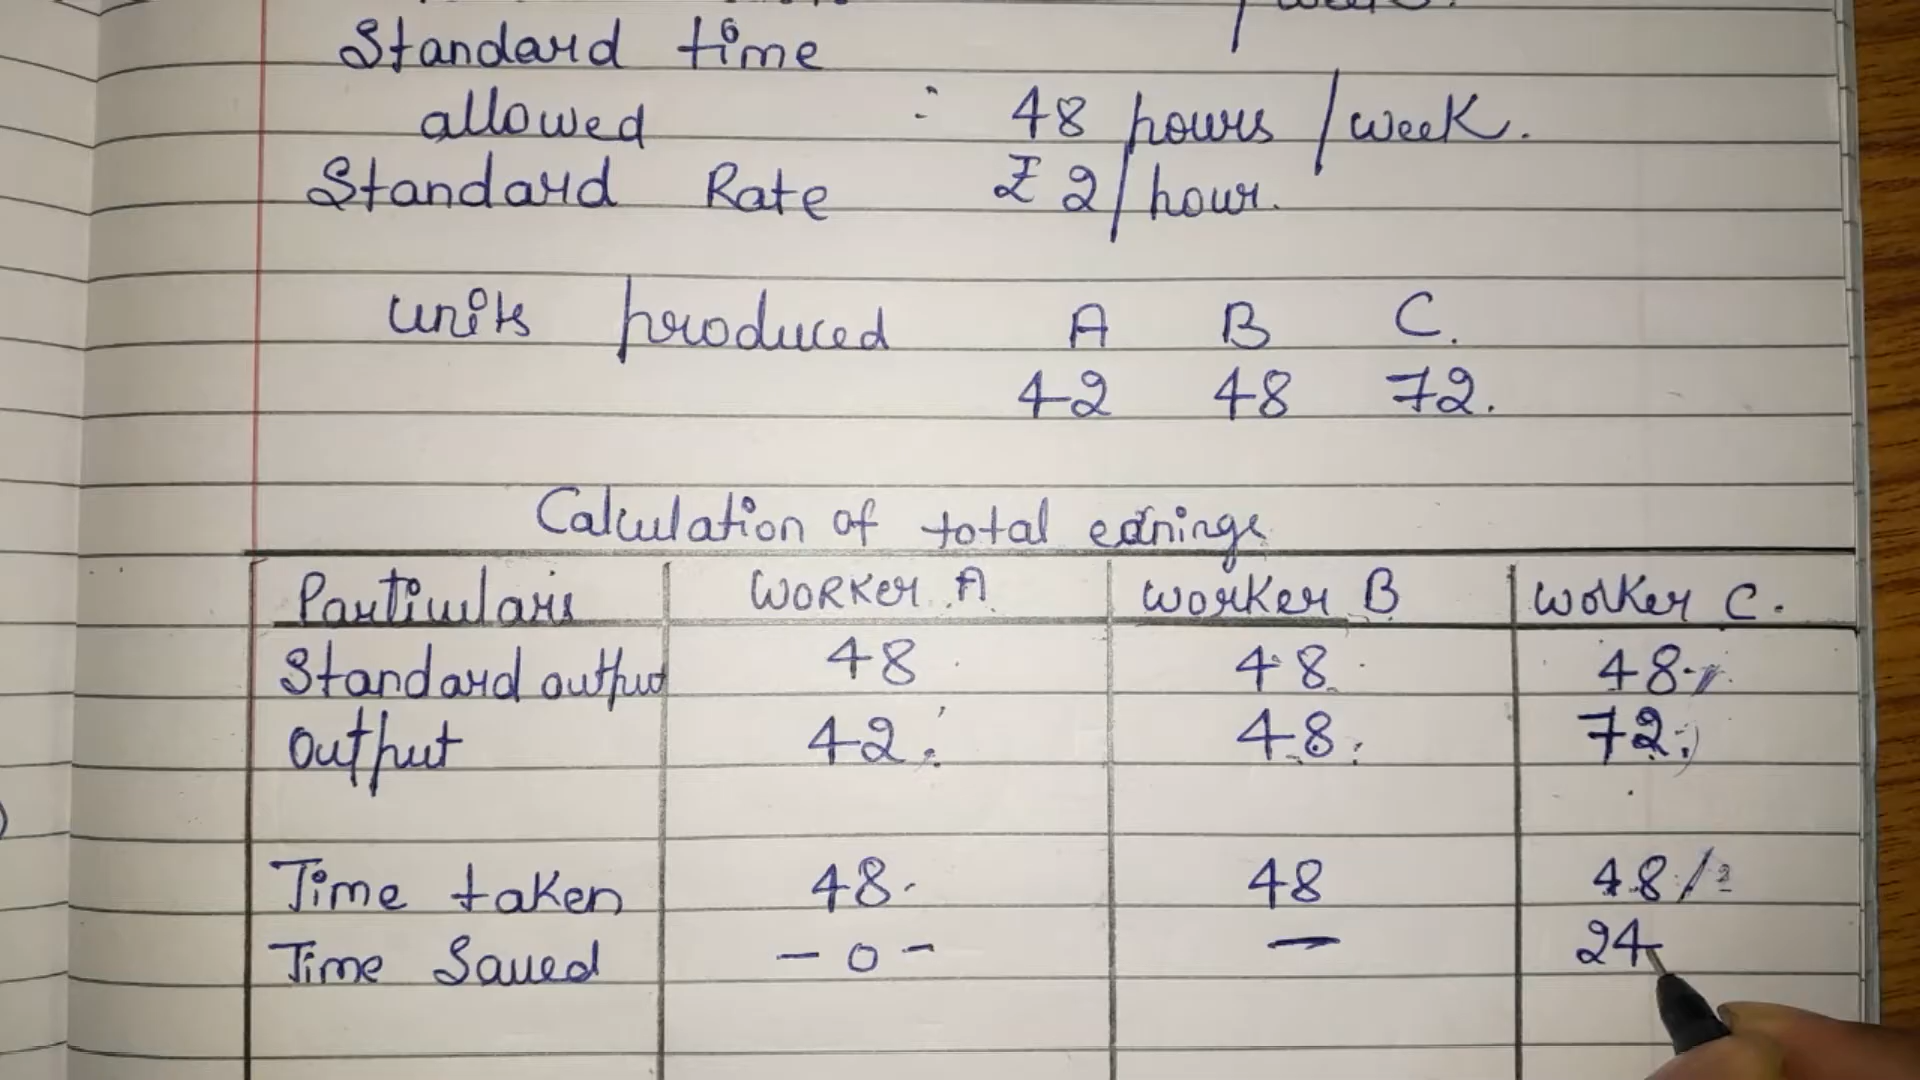 Standard time
allowed : 48 hours / week.
Standard Rate ₹ 2 / hour.
units produced A B C.
42 48 72.
Calculation of total earnings
Particulars WORKER A WORKER B WORKER C.
Standard output 48 48 48
output 42 48 72
Time taken 48 48 48
Time Saved - 0 - — 24